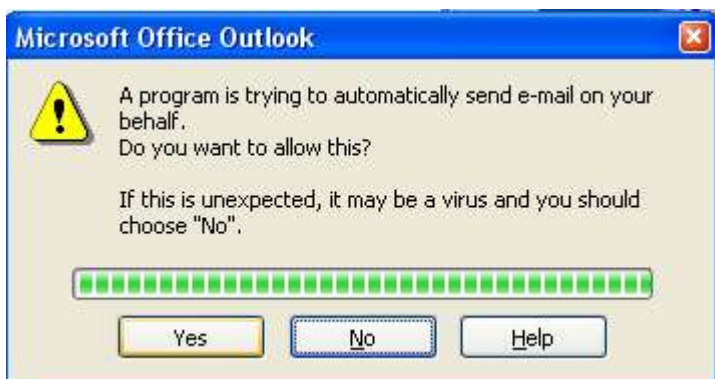 Microsoft Office Outlook
A program is trying to automatically send e-mail on your
behalf.
Do you want to allow this?
If this is unexpected, it may be a virus and you should
choose "No".
Yes No Help